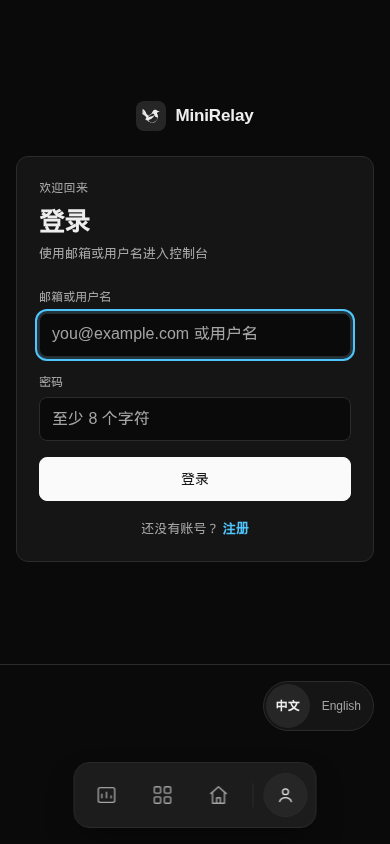 MiniRelay
欢迎回来
登录
使用邮箱或用户名进入控制台
邮箱或用户名
you@example.com 或用户名
密码
至少 8 个字符
登录
还没有账号？ 注册
中文 English